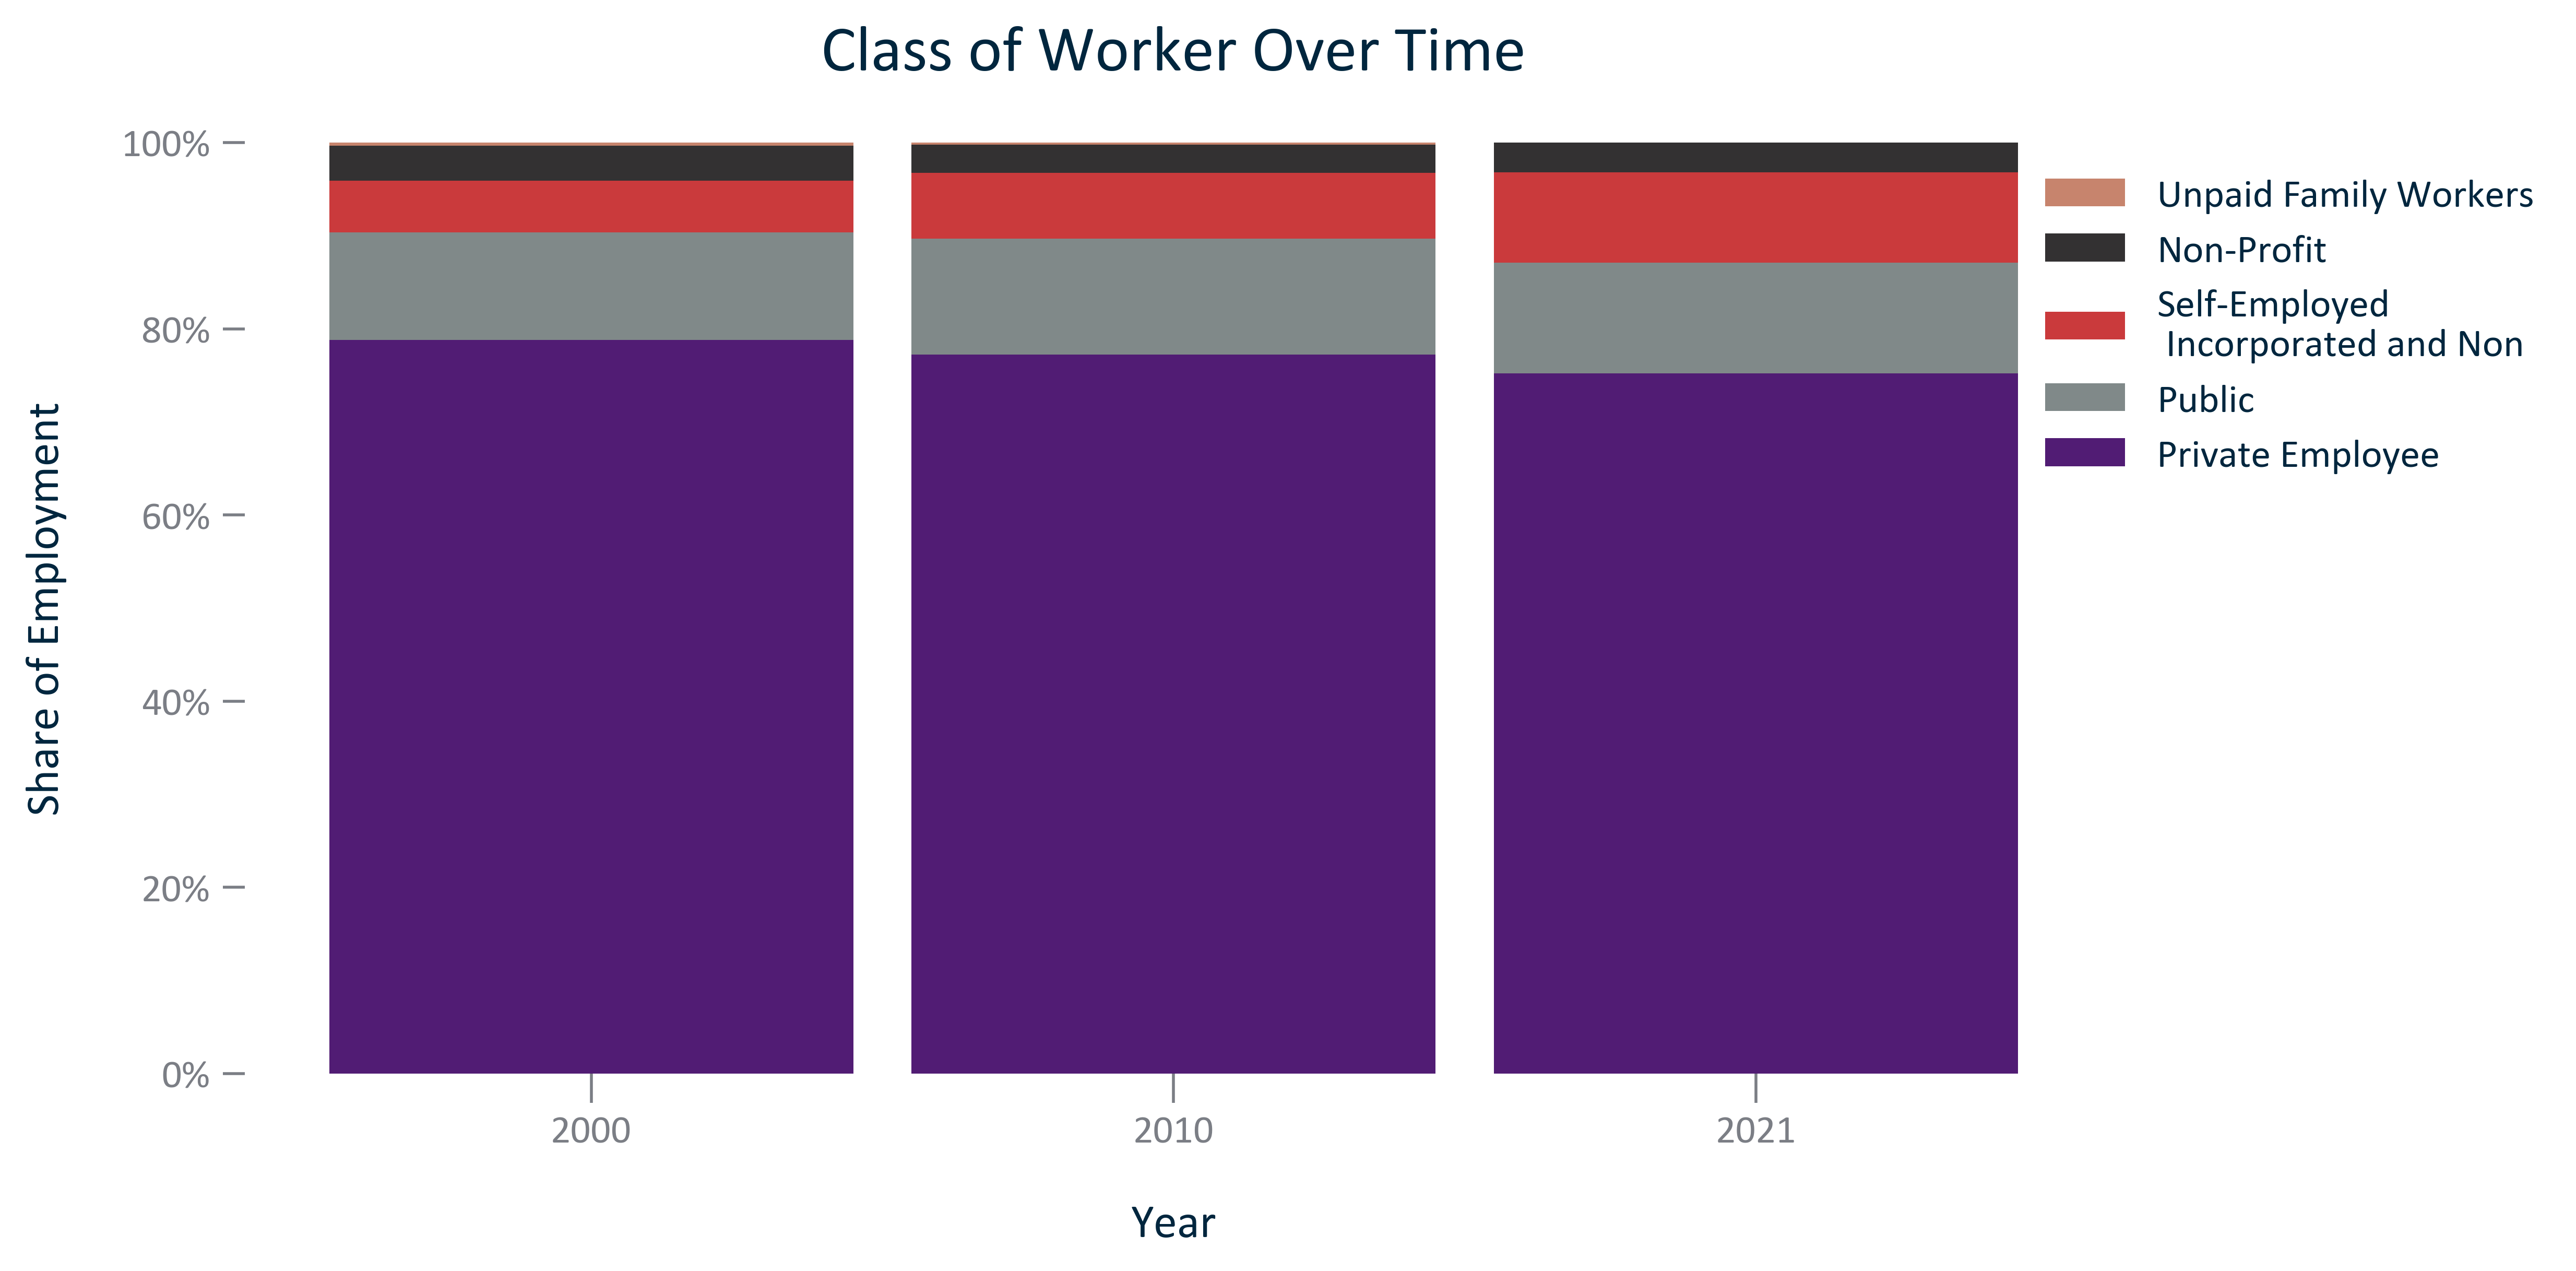 Class of Worker Over Time
100%
80%
60%
40%
20%
0%
Share of Employment
2000
2010
2021
Year
Unpaid Family Workers
Non-Profit
Self-Employed
Incorporated and Non
Public
Private Employee